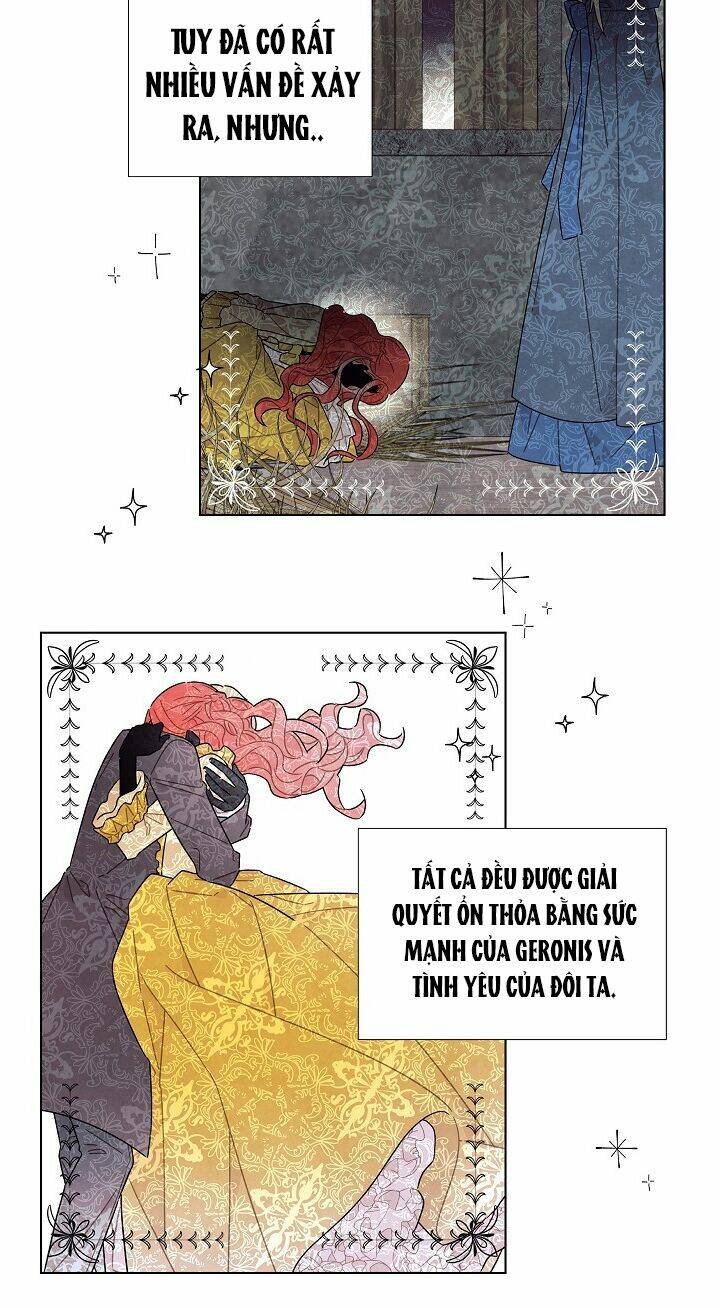 TUY ĐÃ CÓ RẤT
NHIỀU VẤN ĐỀ XẢY
RA, NHƯNG..
TẤT CẢ ĐỀU ĐƯỢC GIẢI
QUYẾT ỔN THỎA BẰNG SỨC
MẠNH CỦA GERONIS VÀ
TÌNH YÊU CỦA ĐÔI TA.